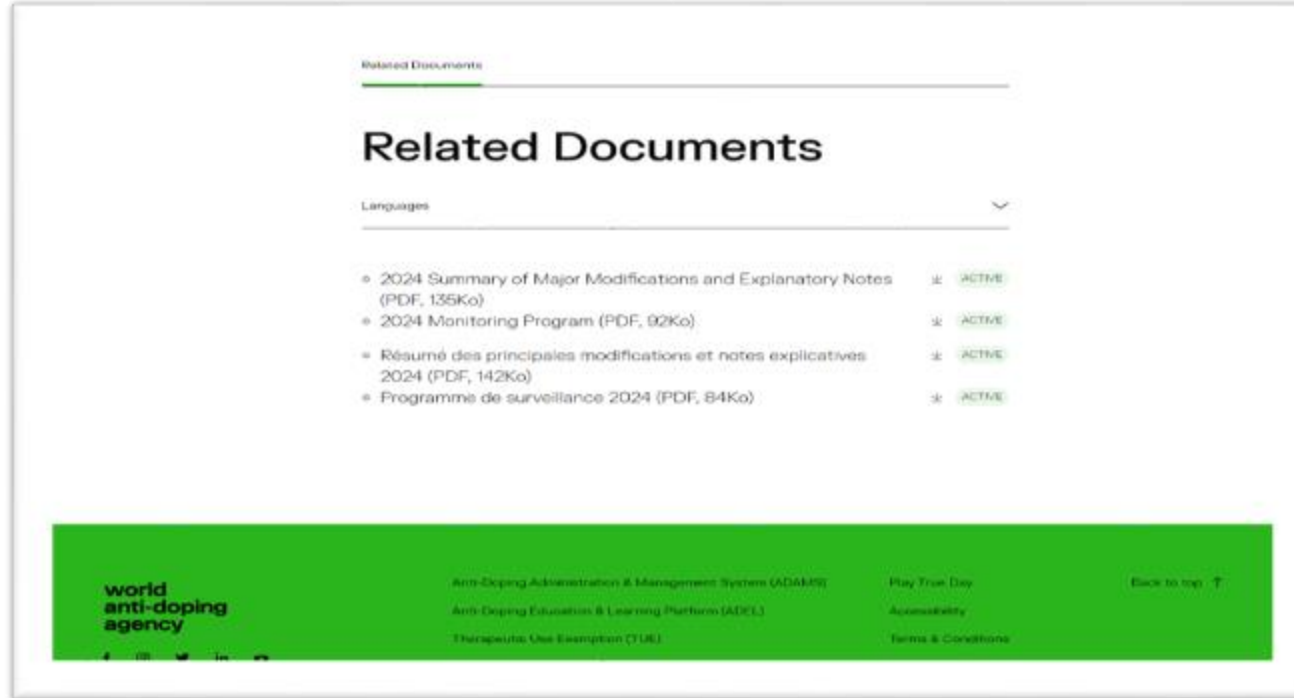 Related Documents
Related Documents
Languages
2024 Summary of Major Modifications and Explanatory Notes
(PDF, 135Ko)
ACTIVE
2024 Monitoring Program (PDF, 92Ko)
ACTIVE
Résumé des principales modifications et notes explicatives
2024 (PDF, 142Ko)
ACTIVE
Programme de surveillance 2024 (PDF, 84Ko)
ACTIVE
world
anti-doping
agency
Anti-Doping Administration & Management System (ADAMS)
Anti-Doping Education & Learning Platform (ADEL)
Therapeutic Use Exemption (TUE)
Play True Day
Accessibility
Terms & Conditions
Back to top